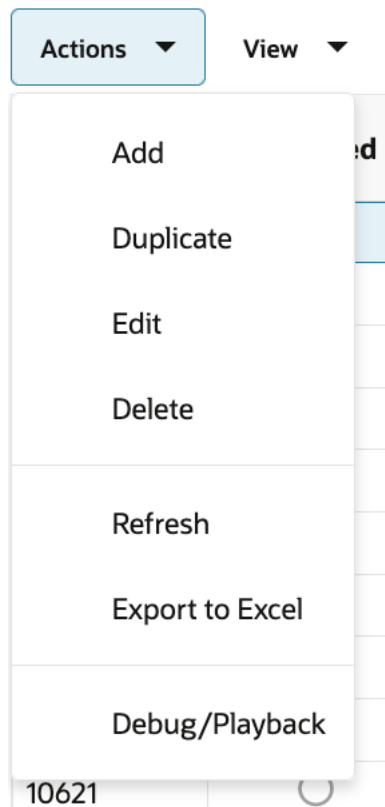 Actions View
Add
Duplicate
Edit
Delete
Refresh
Export to Excel
Debug/Playback
10621